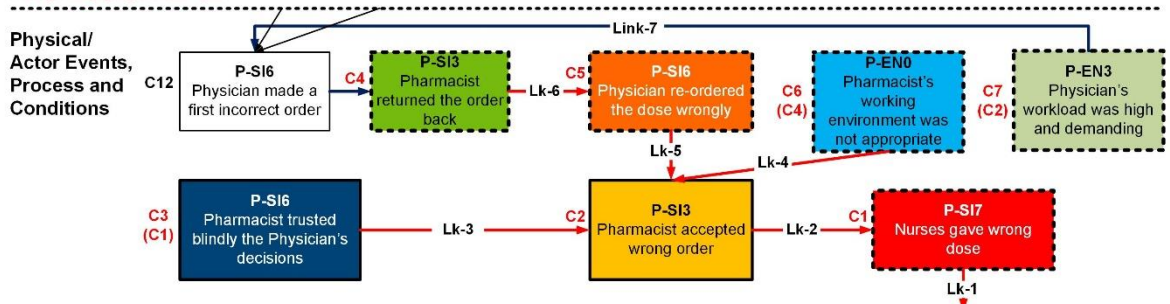 Link-7
Physical/
Actor Events,
Process and
Conditions
C12
P-SI6
Physician made a
first incorrect order
C4
P-SI3
Pharmacist
returned the order
back
Lk-6
C5
P-SI6
Physician re-ordered
the dose wrongly
C6
(C4)
P-EN0
Pharmacist's
working
environment was
not appropriate
C7
(C2)
P-EN3
Physician's
workload was high
and demanding
Lk-5
Lk-4
C3
(C1)
P-SI6
Pharmacist trusted
blindly the Physician's
decisions
Lk-3
C2
P-SI3
Pharmacist accepted
wrong order
Lk-2
C1
P-SI7
Nurses gave wrong
dose
Lk-1